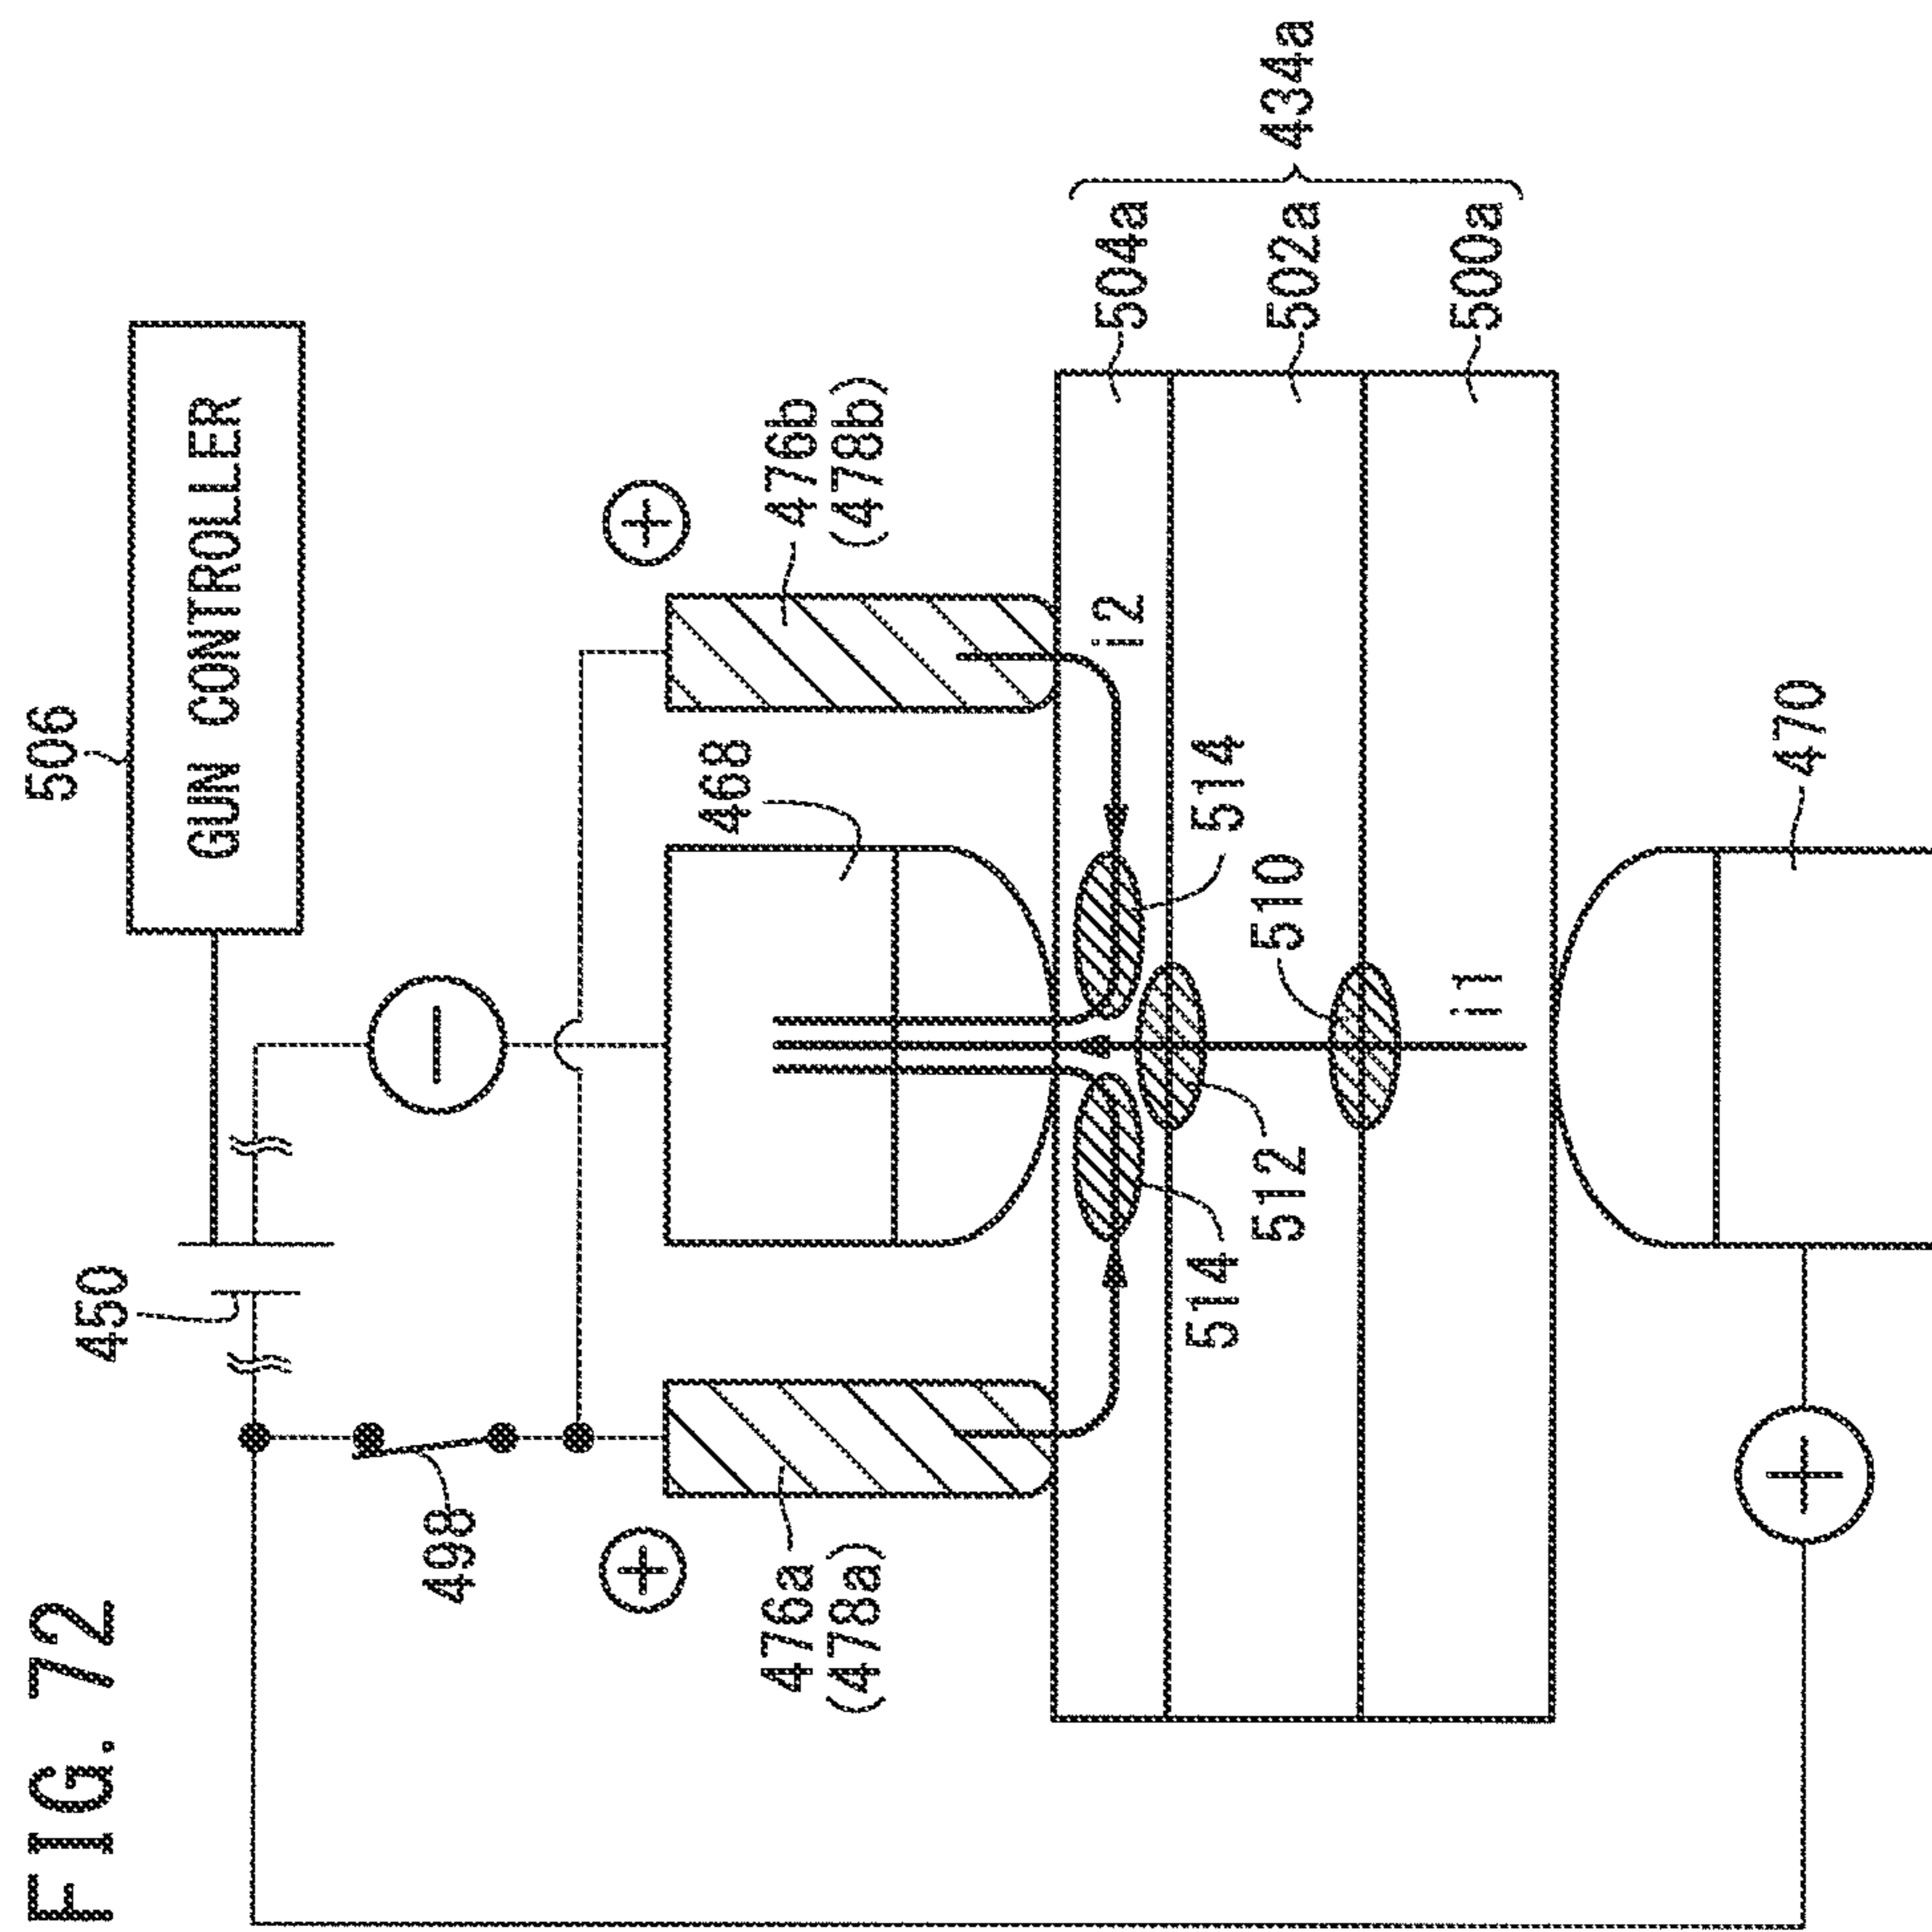 FIG. 72
506
GUN CONTROLLER
450
498
+
476a
(478a)
−
468
+
476b
(478b)
i2
504a
502a
500a
434a
514
514
512
510
i1
470
+